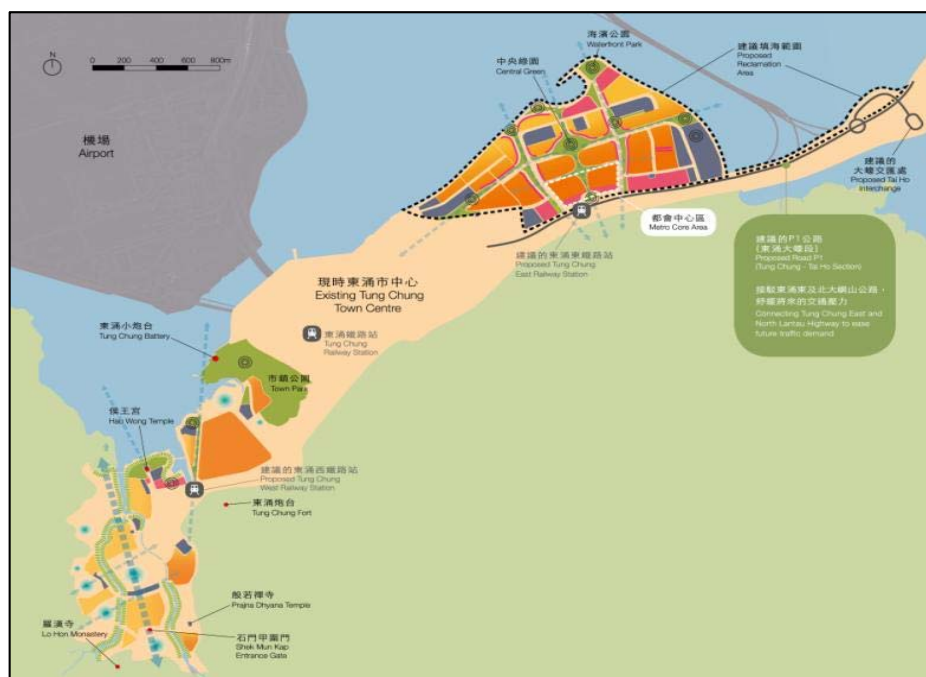 N
0 200 400 600 800m
機場
Airport
海濱公園
Waterfront Park
中央綠園
Central Green
建議填海範圍
Proposed
Reclamation
Area
建議的
大蠔交匯處
Proposed Tai Ho
Interchange
都會中心區
Metro Core Area
建議的東涌東鐵路站
Proposed Tung Chung
East Railway Station
建議的P1公路
(東涌大蠔段)
Proposed Road P1
(Tung Chung - Tai Ho Section)
接駁東涌東及北大嶼山公路，
紓緩將來的交通壓力
Connecting Tung Chung East and
North Lantau Highway to ease
future traffic demand
現時東涌市中心
Existing Tung Chung
Town Centre
東涌鐵路站
Tung Chung
Railway Station
東涌小炮台
Tung Chung Battery
市鎮公園
Town Park
侯王宮
Hau Wong Temple
建議的東涌西鐵路站
Proposed Tung Chung
West Railway Station
東涌炮台
Tung Chung Fort
般若禪寺
Prajna Dhyana Temple
羅漢寺
Lo Hon Monastery
石門甲圍門
Shek Mun Kap
Entrance Gate